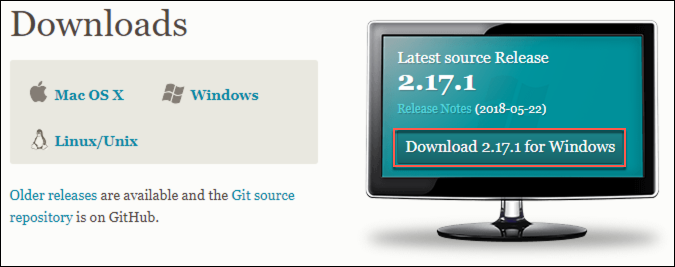 Downloads
Mac OS X
Windows
Linux/Unix
Older releases are available and the Git source
repository is on GitHub.
Latest source Release
2.17.1
Release Notes (2018-05-22)
Download 2.17.1 for Windows